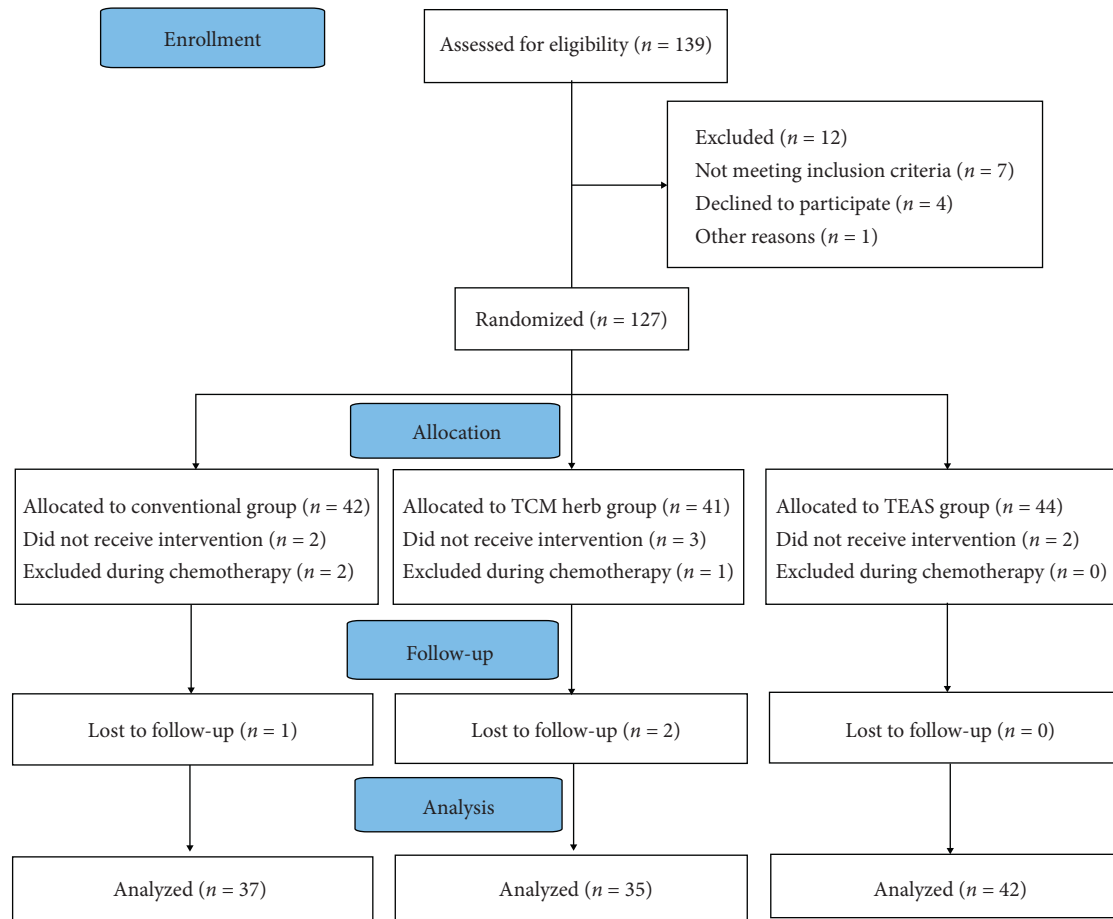 Enrollment
Assessed for eligibility (n = 139)
Excluded (n = 12)
Not meeting inclusion criteria (n = 7)
Declined to participate (n = 4)
Other reasons (n = 1)
Randomized (n = 127)
Allocation
Allocated to conventional group (n = 42)
Did not receive intervention (n = 2)
Excluded during chemotherapy (n = 2)
Allocated to TCM herb group (n = 41)
Did not receive intervention (n = 3)
Excluded during chemotherapy (n = 1)
Allocated to TEAS group (n = 44)
Did not receive intervention (n = 2)
Excluded during chemotherapy (n = 0)
Follow-up
Lost to follow-up (n = 1)
Lost to follow-up (n = 2)
Lost to follow-up (n = 0)
Analysis
Analyzed (n = 37)
Analyzed (n = 35)
Analyzed (n = 42)